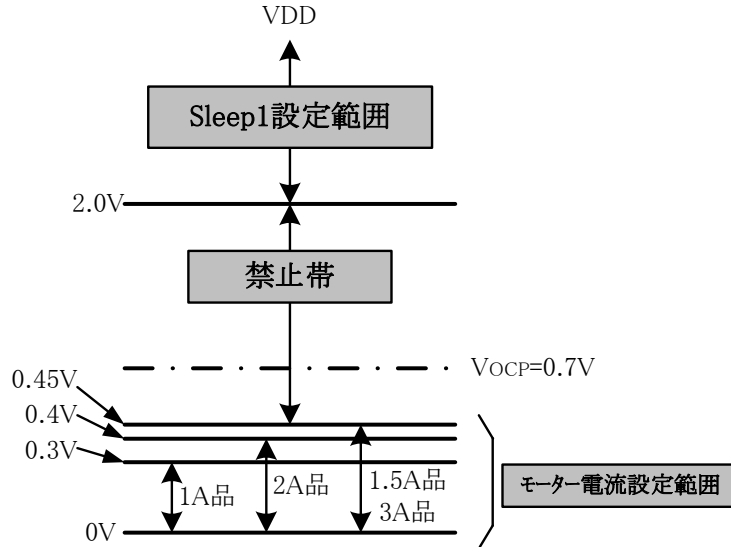 VDD
Sleep1設定範囲
2.0V
禁止帯
VOCP=0.7V
0.45V
0.4V
0.3V
1A品
2A品
1.5A品
3A品
モーター電流設定範囲
0V